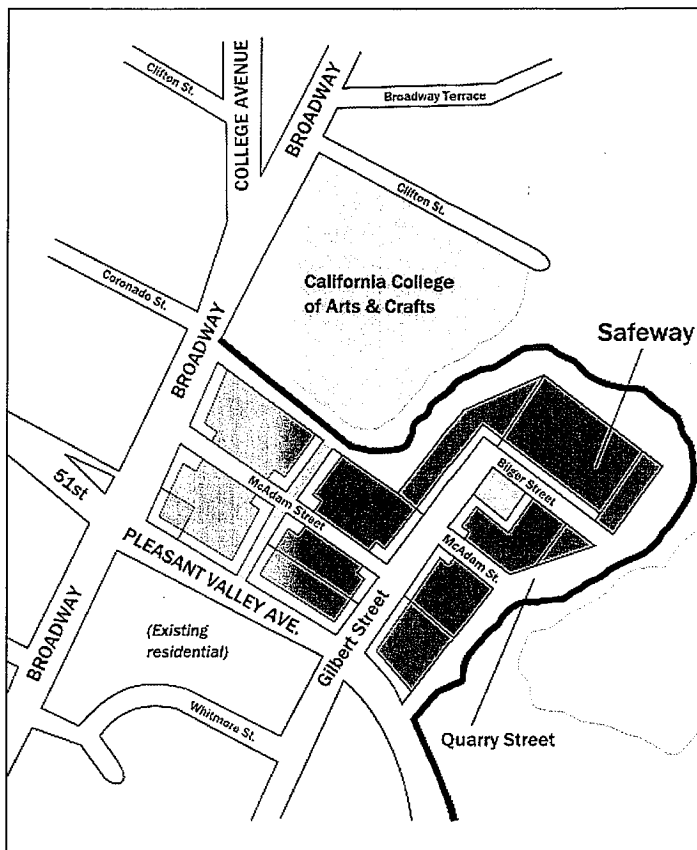 Clifton St.
COLLEGE AVENUE
BROADWAY
Broadway Terrace
Clifton St.
California College
of Arts & Crafts
Coronado St.
BROADWAY
Safeway
51st
McAdam Street
Bilger Street
McAdam St.
PLEASANT VALLEY AVE.
(Existing
residential)
Gilbert Street
BROADWAY
Whitmore St.
Quarry Street